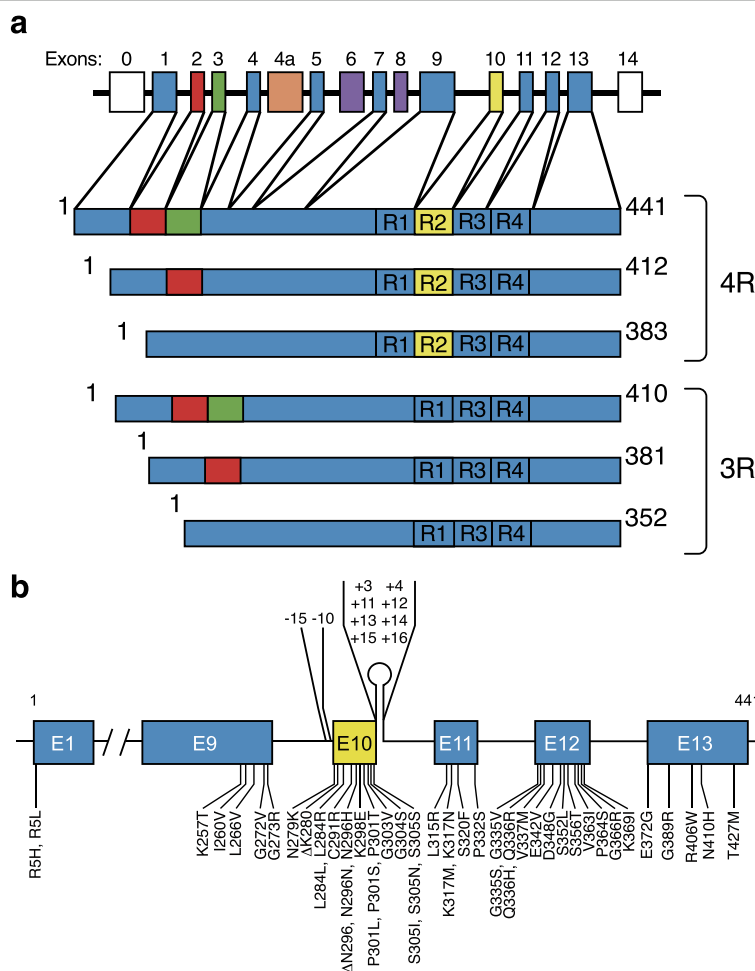 a
Exons: 0 1 2 3 4 4a 5 6 7 8 9 10 11 12 13 14
1 R1 R2 R3 R4 441
1 R1 R2 R3 R4 412
1 R1 R2 R3 R4 383
4R
1 R1 R3 R4 410
1 R1 R3 R4 381
1 R1 R3 R4 352
3R
b
+3 +4
+11 +12
+13 +14
+15 +16
-15 -10
1
441
E1 E9 E10 E11 E12 E13
R5H, R5L
K257T
I260V
L266V
G272V
G273R
N279K
ΔK280
L284L, L284R
C291R
ΔN296, N296N, N296H
K298E
P301L, P301S, P301T
G303V
G304S
S305I, S305N, S305S
L315R
K317M, K317N
S320F
P332S
G335S, G335V
Q336H, Q336R
V337M
E342V
D348G
S352L
S356T
V363I
P364S
G366R
K369I
E372G
G389R
R406W
N410H
T427M